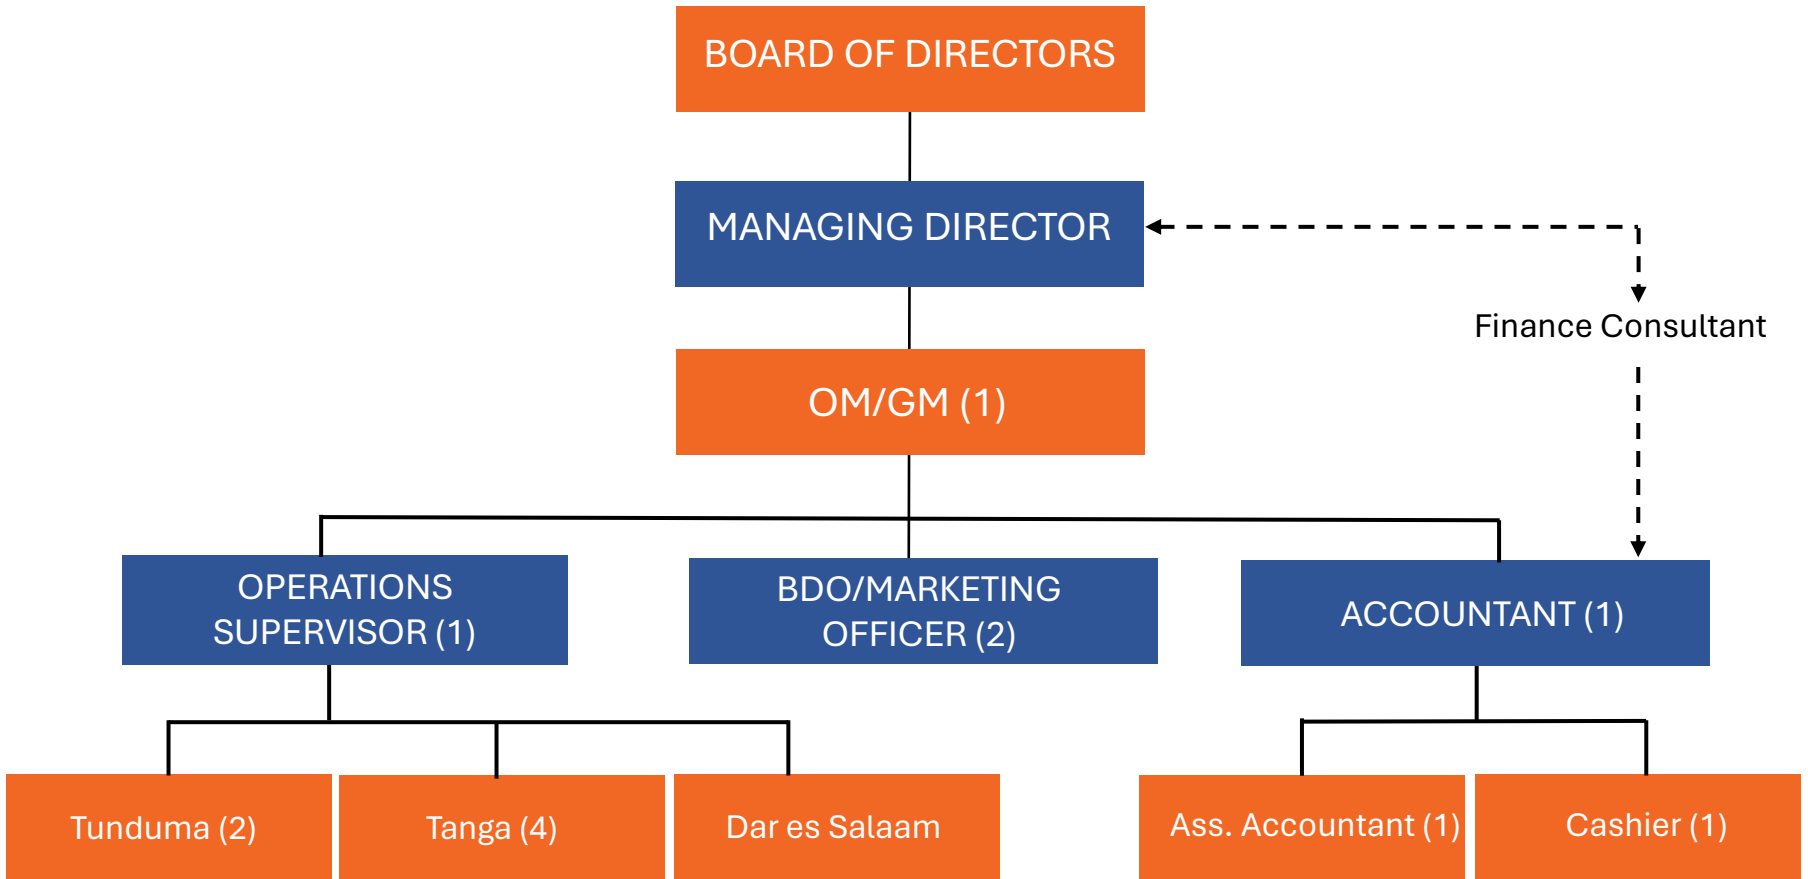 BOARD OF DIRECTORS
MANAGING DIRECTOR
Finance Consultant
OM/GM (1)
OPERATIONS
SUPERVISOR (1)
BDO/MARKETING
OFFICER (2)
ACCOUNTANT (1)
Tunduma (2)
Tanga (4)
Dar es Salaam
Ass. Accountant (1)
Cashier (1)